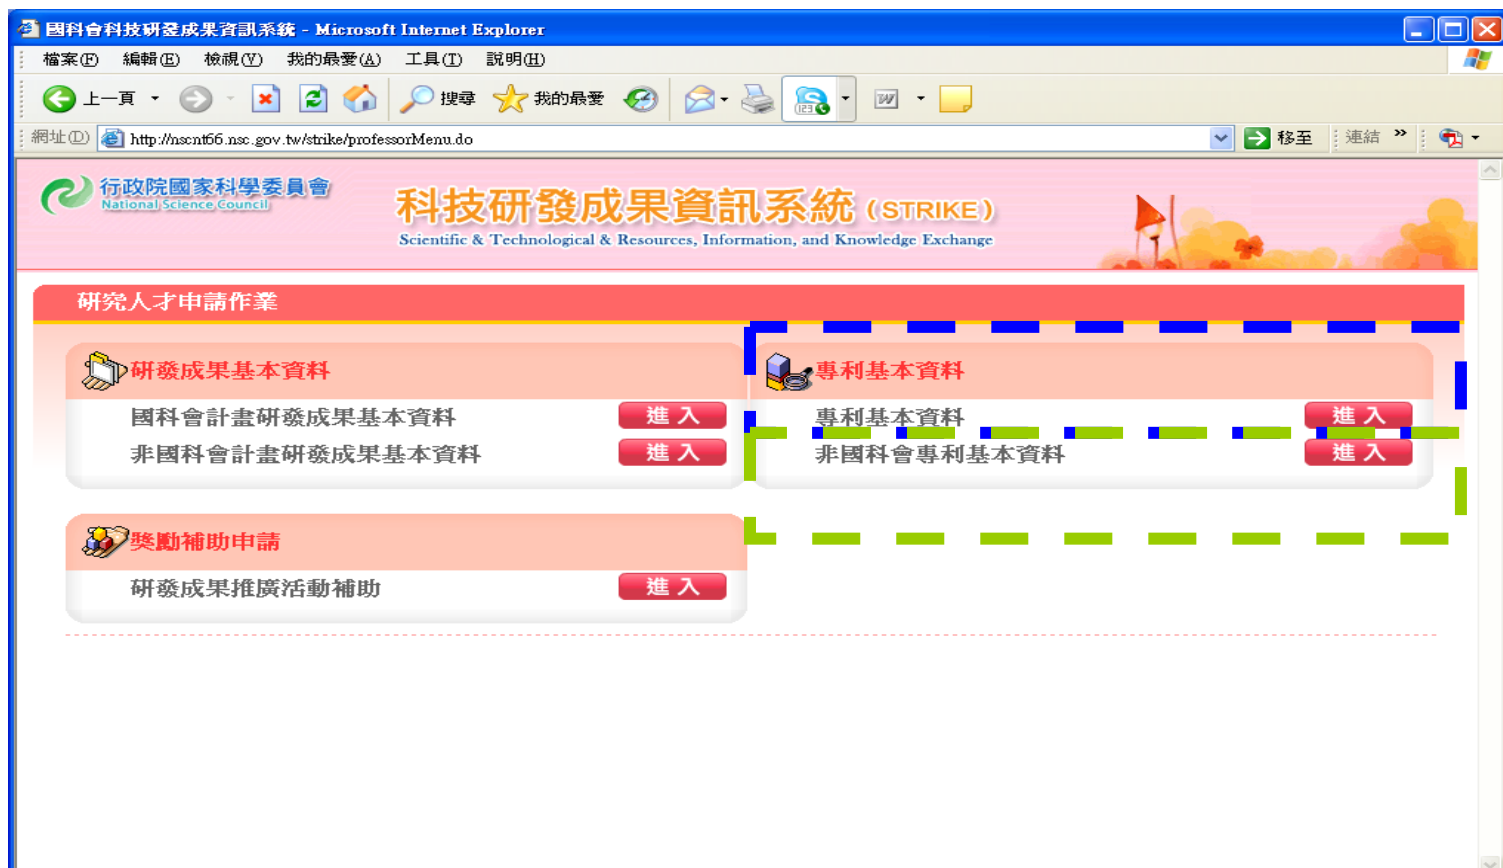 國科會科技研發成果資訊系統 - Microsoft Internet Explorer
檔案(F) 編輯(E) 檢視(V) 我的最愛(A) 工具(T) 說明(H)
上一頁 搜尋 我的最愛
網址(D) http://nscnt66.nsc.gov.tw/strike/professorMenu.do 移至 連結 »
行政院國家科學委員會
National Science Council
科技研發成果資訊系統 (STRIKE)
Scientific & Technological & Resources, Information, and Knowledge Exchange
研究人才申請作業
研發成果基本資料
國科會計畫研發成果基本資料 進入
非國科會計畫研發成果基本資料 進入
專利基本資料
專利基本資料 進入
非國科會專利基本資料 進入
獎勵補助申請
研發成果推廣活動補助 進入